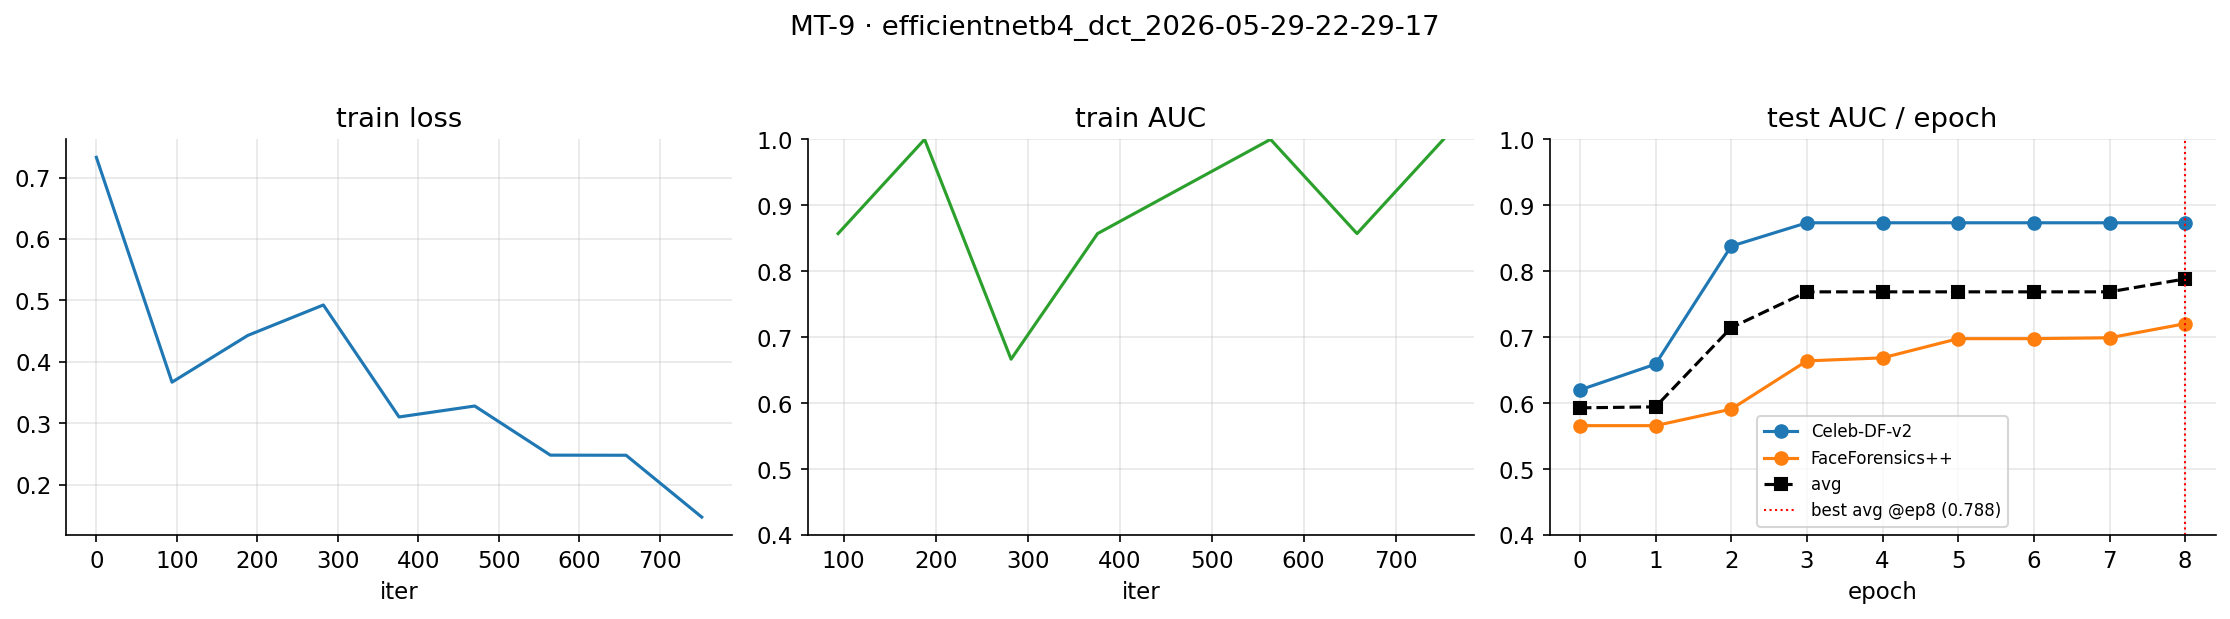 MT-9 · efficientnetb4_dct_2026-05-29-22-29-17
train loss
0.7
0.6
0.5
0.4
0.3
0.2
0 100 200 300 400 500 600 700
iter
train AUC
1.0
0.9
0.8
0.7
0.6
0.5
0.4
100 200 300 400 500 600 700
iter
test AUC / epoch
1.0
0.9
0.8
0.7
0.6
0.5
0.4
Celeb-DF-v2
FaceForensics++
avg
best avg @ep8 (0.788)
0 1 2 3 4 5 6 7 8
epoch